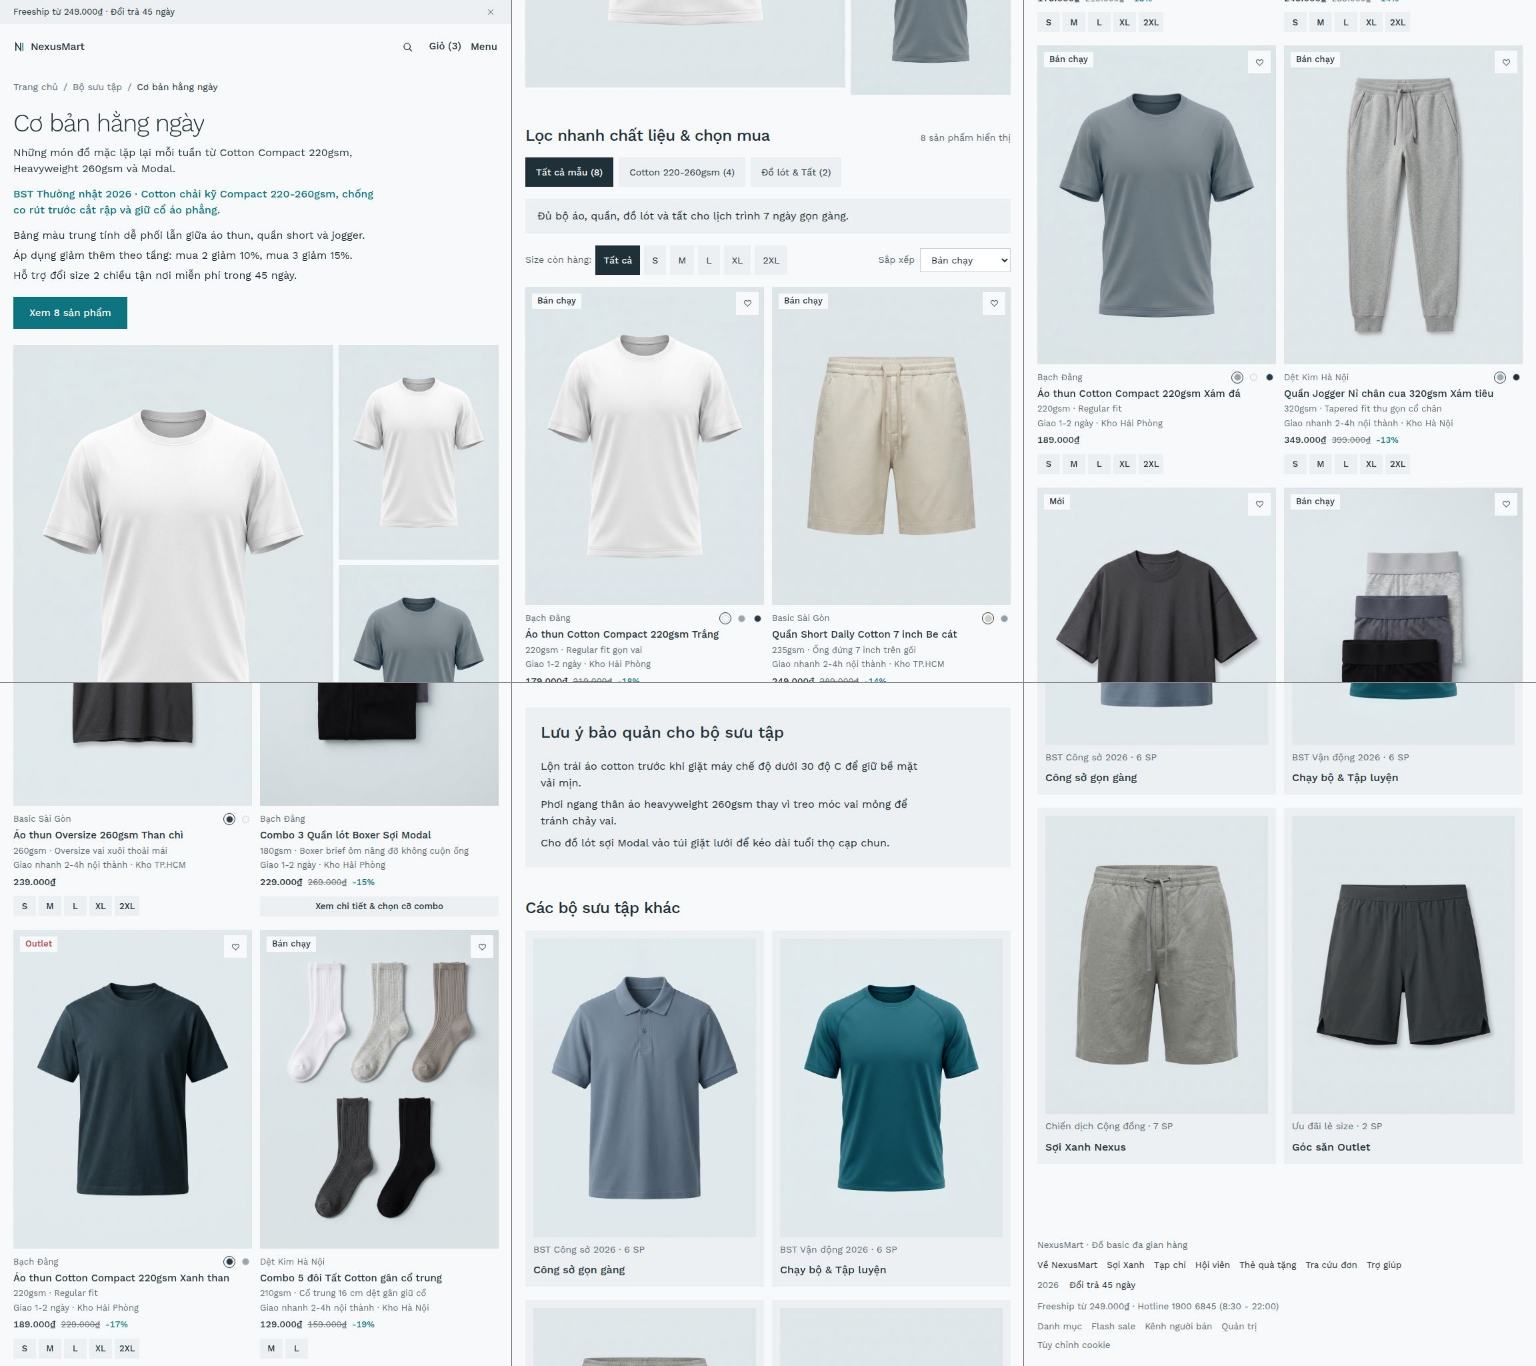 Freeship từ 249.000₫ · Đổi trả 45 ngày
×
NexusMart
Giỏ (3)
Menu
Trang chủ / Bộ sưu tập / Cơ bản hằng ngày
Cơ bản hằng ngày
Những món đồ mặc lặp lại mỗi tuần từ Cotton Compact 220gsm,
Heavyweight 260gsm và Modal.
BST Thường nhật 2026 · Cotton chải kỹ Compact 220-260gsm, chống
co rút trước cắt rập và giữ cổ áo phẳng.
Bảng màu trung tính dễ phối lẫn giữa áo thun, quần short và jogger.
Áp dụng giảm thêm theo tầng: mua 2 giảm 10%, mua 3 giảm 15%.
Hỗ trợ đổi size 2 chiều tận nơi miễn phí trong 45 ngày.
Xem 8 sản phẩm
Lọc nhanh chất liệu & chọn mua
8 sản phẩm hiển thị
Tất cả mẫu (8)
Cotton 220-260gsm (4)
Đồ lót & Tất (2)
Đủ bộ áo, quần, đồ lót và tất cho lịch trình 7 ngày gọn gàng.
Size còn hàng:
Tất cả
S
M
L
XL
2XL
Sắp xếp
Bán chạy
Bán chạy
Bán chạy
Bạch Đằng
Áo thun Cotton Compact 220gsm Trắng
220gsm · Regular fit gọn vai
Giao 1-2 ngày · Kho Hải Phòng
179.000₫ 219.000₫ -18%
Basic Sài Gòn
Quần Short Daily Cotton 7 inch Be cát
235gsm · Ống đứng 7 inch trên gối
Giao nhanh 2-4h nội thành · Kho TP.HCM
249.000₫ 289.000₫ -14%
S M L XL 2XL
S M L XL 2XL
Bán chạy
Bán chạy
Bạch Đằng
Áo thun Cotton Compact 220gsm Xám đá
220gsm · Regular fit
Giao 1-2 ngày · Kho Hải Phòng
189.000₫
S M L XL 2XL
Dệt Kim Hà Nội
Quần Jogger Nỉ chân cua 320gsm Xám tiêu
320gsm · Tapered fit thu gọn cổ chân
Giao nhanh 2-4h nội thành · Kho Hà Nội
349.000₫ 399.000₫ -13%
S M L XL 2XL
Mới
Bán chạy
Basic Sài Gòn
Áo thun Oversize 260gsm Than chì
260gsm · Oversize vai xuôi thoải mái
Giao nhanh 2-4h nội thành · Kho TP.HCM
239.000₫
S M L XL 2XL
Bạch Đằng
Combo 3 Quần lót Boxer Sợi Modal
180gsm · Boxer brief ôm nâng đỡ không cuộn ống
Giao 1-2 ngày · Kho Hải Phòng
229.000₫ 269.000₫ -15%
Xem chi tiết & chọn cỡ combo
Outlet
Bán chạy
Bạch Đằng
Áo thun Cotton Compact 220gsm Xanh than
220gsm · Regular fit
Giao 1-2 ngày · Kho Hải Phòng
189.000₫ 229.000₫ -17%
S M L XL 2XL
Dệt Kim Hà Nội
Combo 5 đôi Tất Cotton gân cổ trung
210gsm · Cổ trung 16 cm dệt gân giữ cổ
Giao nhanh 2-4h nội thành · Kho Hà Nội
129.000₫ 159.000₫ -19%
M L
Lưu ý bảo quản cho bộ sưu tập
Lộn trái áo cotton trước khi giặt máy chế độ dưới 30 độ C để giữ bề mặt
vải mịn.
Phơi ngang thân áo heavyweight 260gsm thay vì treo móc vai mỏng để
tránh chảy vai.
Cho đồ lót sợi Modal vào túi giặt lưới để kéo dài tuổi thọ cạp chun.
Các bộ sưu tập khác
BST Công sở 2026 · 6 SP
Công sở gọn gàng
BST Vận động 2026 · 6 SP
Chạy bộ & Tập luyện
BST Công sở 2026 · 6 SP
Công sở gọn gàng
BST Vận động 2026 · 6 SP
Chạy bộ & Tập luyện
Chiến dịch Cộng đồng · 7 SP
Sợi Xanh Nexus
Ưu đãi lẻ size · 2 SP
Góc săn Outlet
NexusMart · Đồ basic đa gian hàng
Về NexusMart Sợi Xanh Tạp chí Hội viên Thẻ quà tặng Tra cứu đơn Trợ giúp
2026 Đổi trả 45 ngày
Freeship từ 249.000₫ · Hotline 1900 6845 (8:30 - 22:00)
Danh mục Flash sale Kênh người bán Quản trị
Tùy chỉnh cookie